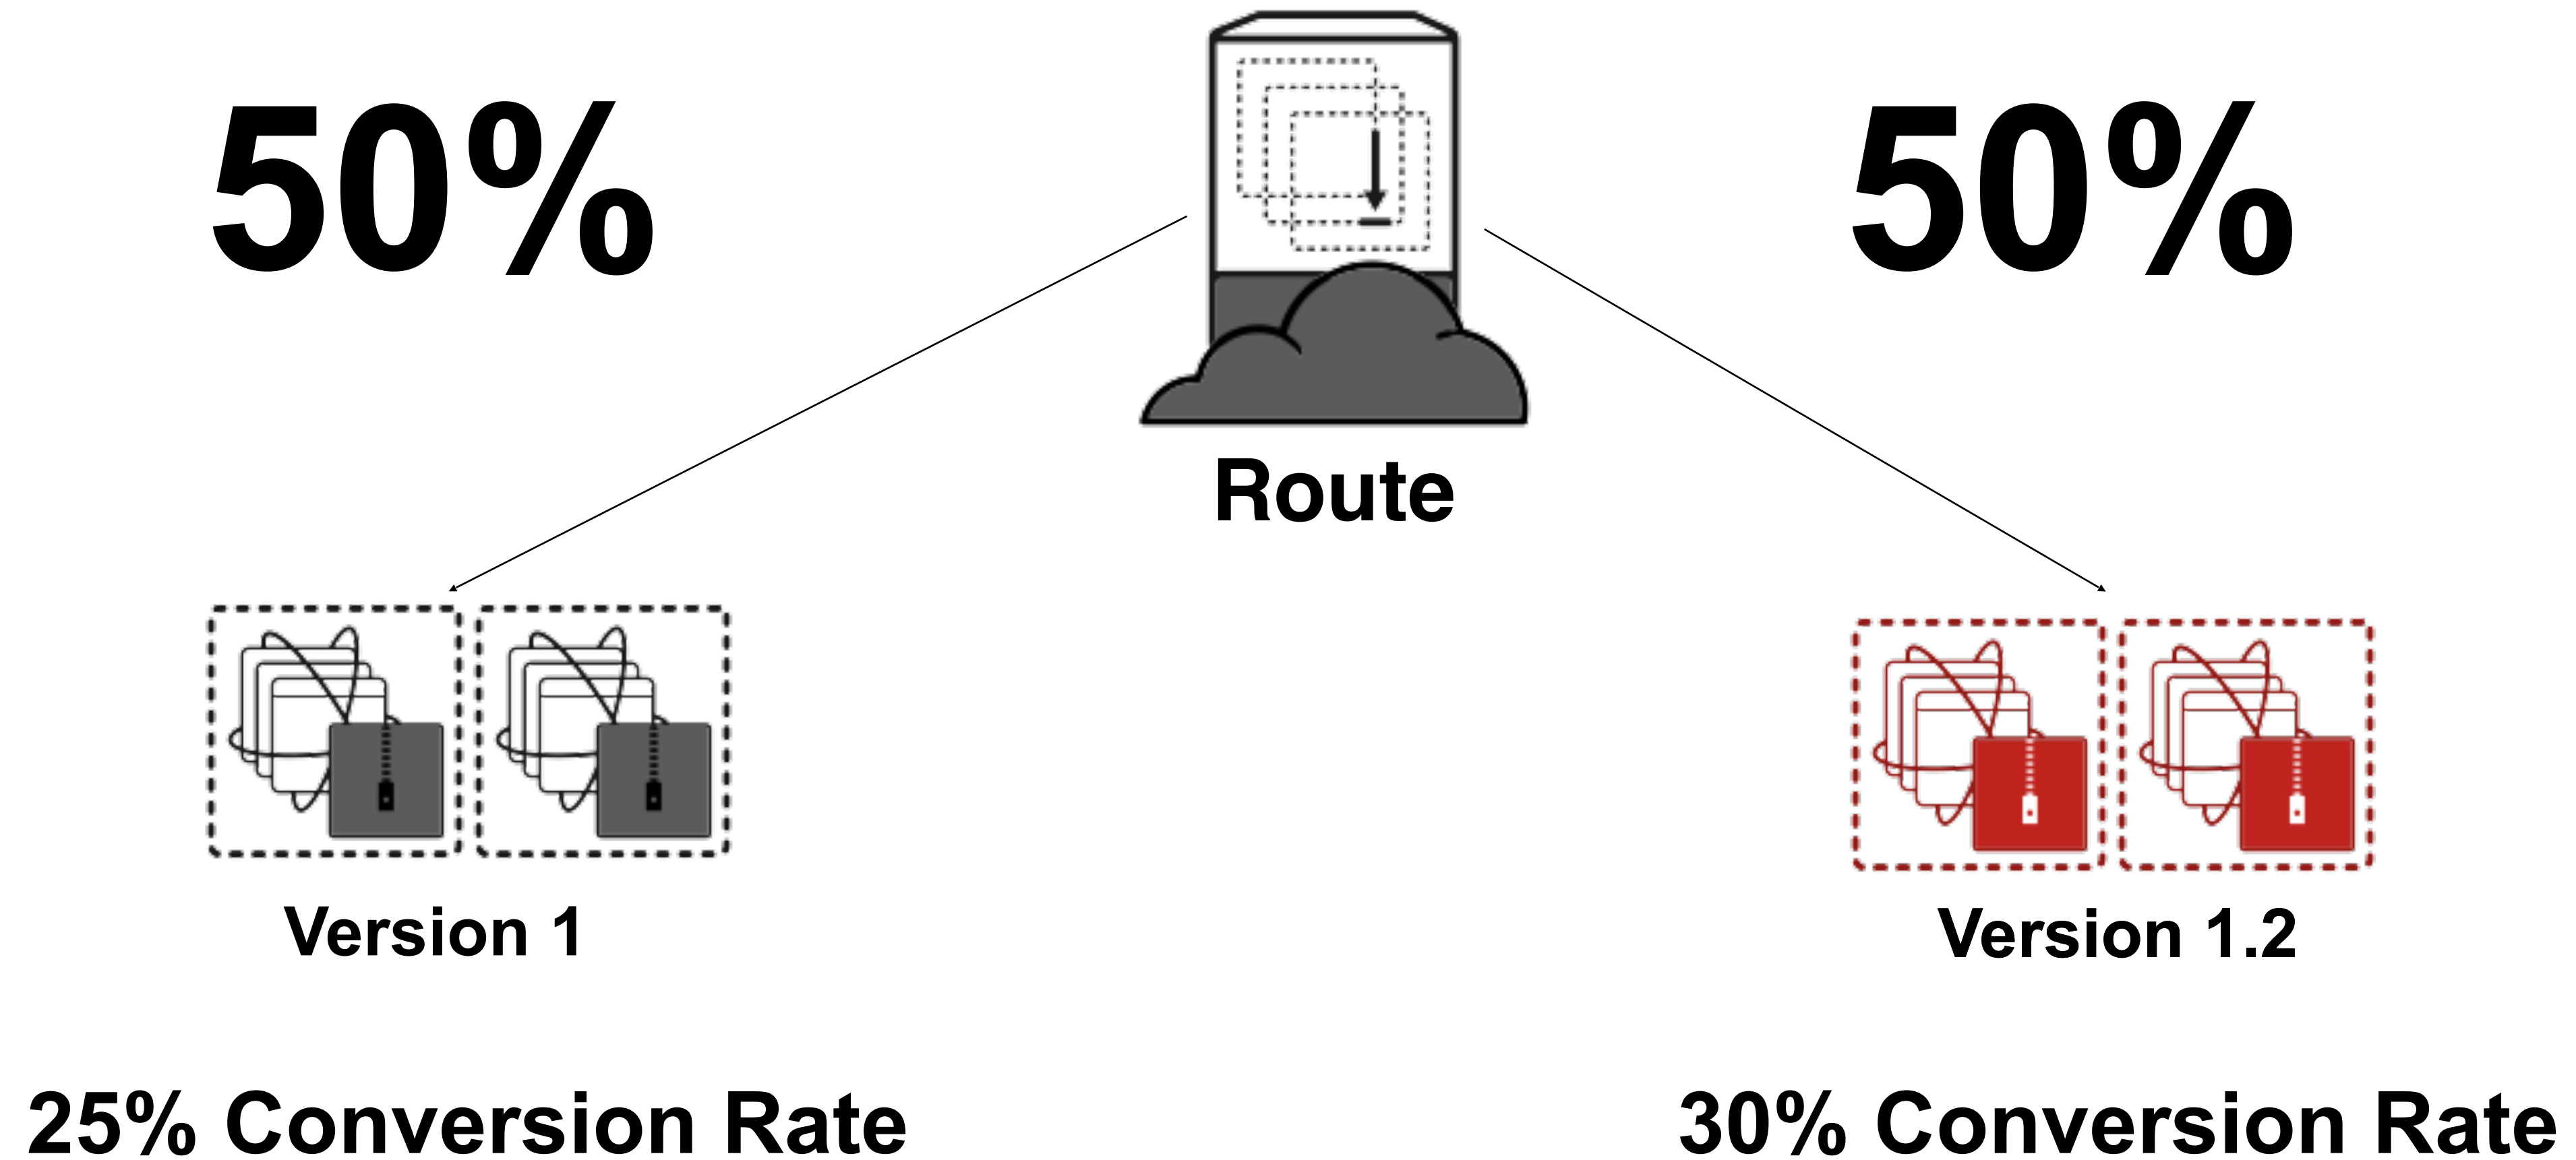 50%
50%
Route
Version 1
Version 1.2
25% Conversion Rate
30% Conversion Rate